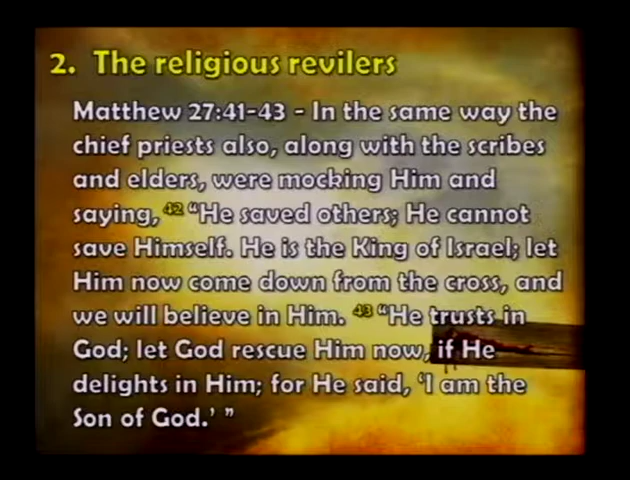 2. The religious revilers
Matthew 27:41-43 - In the same way the
chief priests also, along with the scribes
and elders, were mocking Him and
saying, 42 “He saved others; He cannot
save Himself. He is the King of Israel; let
Him now come down from the cross, and
we will believe in Him. 43 “He trusts in
God; let God rescue Him now, if He
delights in Him; for He said, ‘I am the
Son of God.’ ”